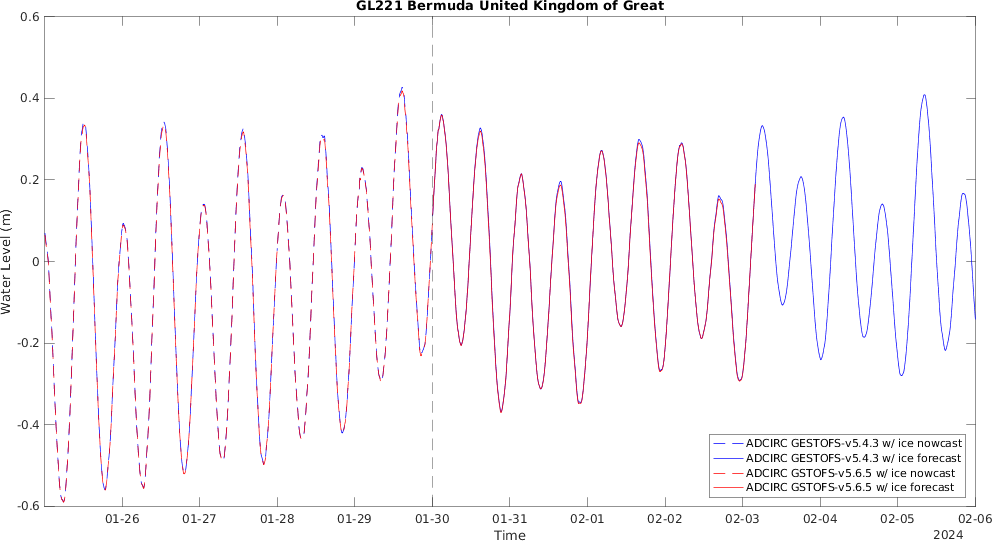 GL221 Bermuda United Kingdom of Great
0.6
0.4
0.2
0
-0.2
-0.4
-0.6
Water Level (m)
01-26 01-27 01-28 01-29 01-30 01-31 02-01 02-02 02-03 02-04 02-05 02-06
Time
2024
ADCIRC GESTOFS-v5.4.3 w/ ice nowcast
ADCIRC GESTOFS-v5.4.3 w/ ice forecast
ADCIRC GSTOFS-v5.6.5 w/ ice nowcast
ADCIRC GSTOFS-v5.6.5 w/ ice forecast